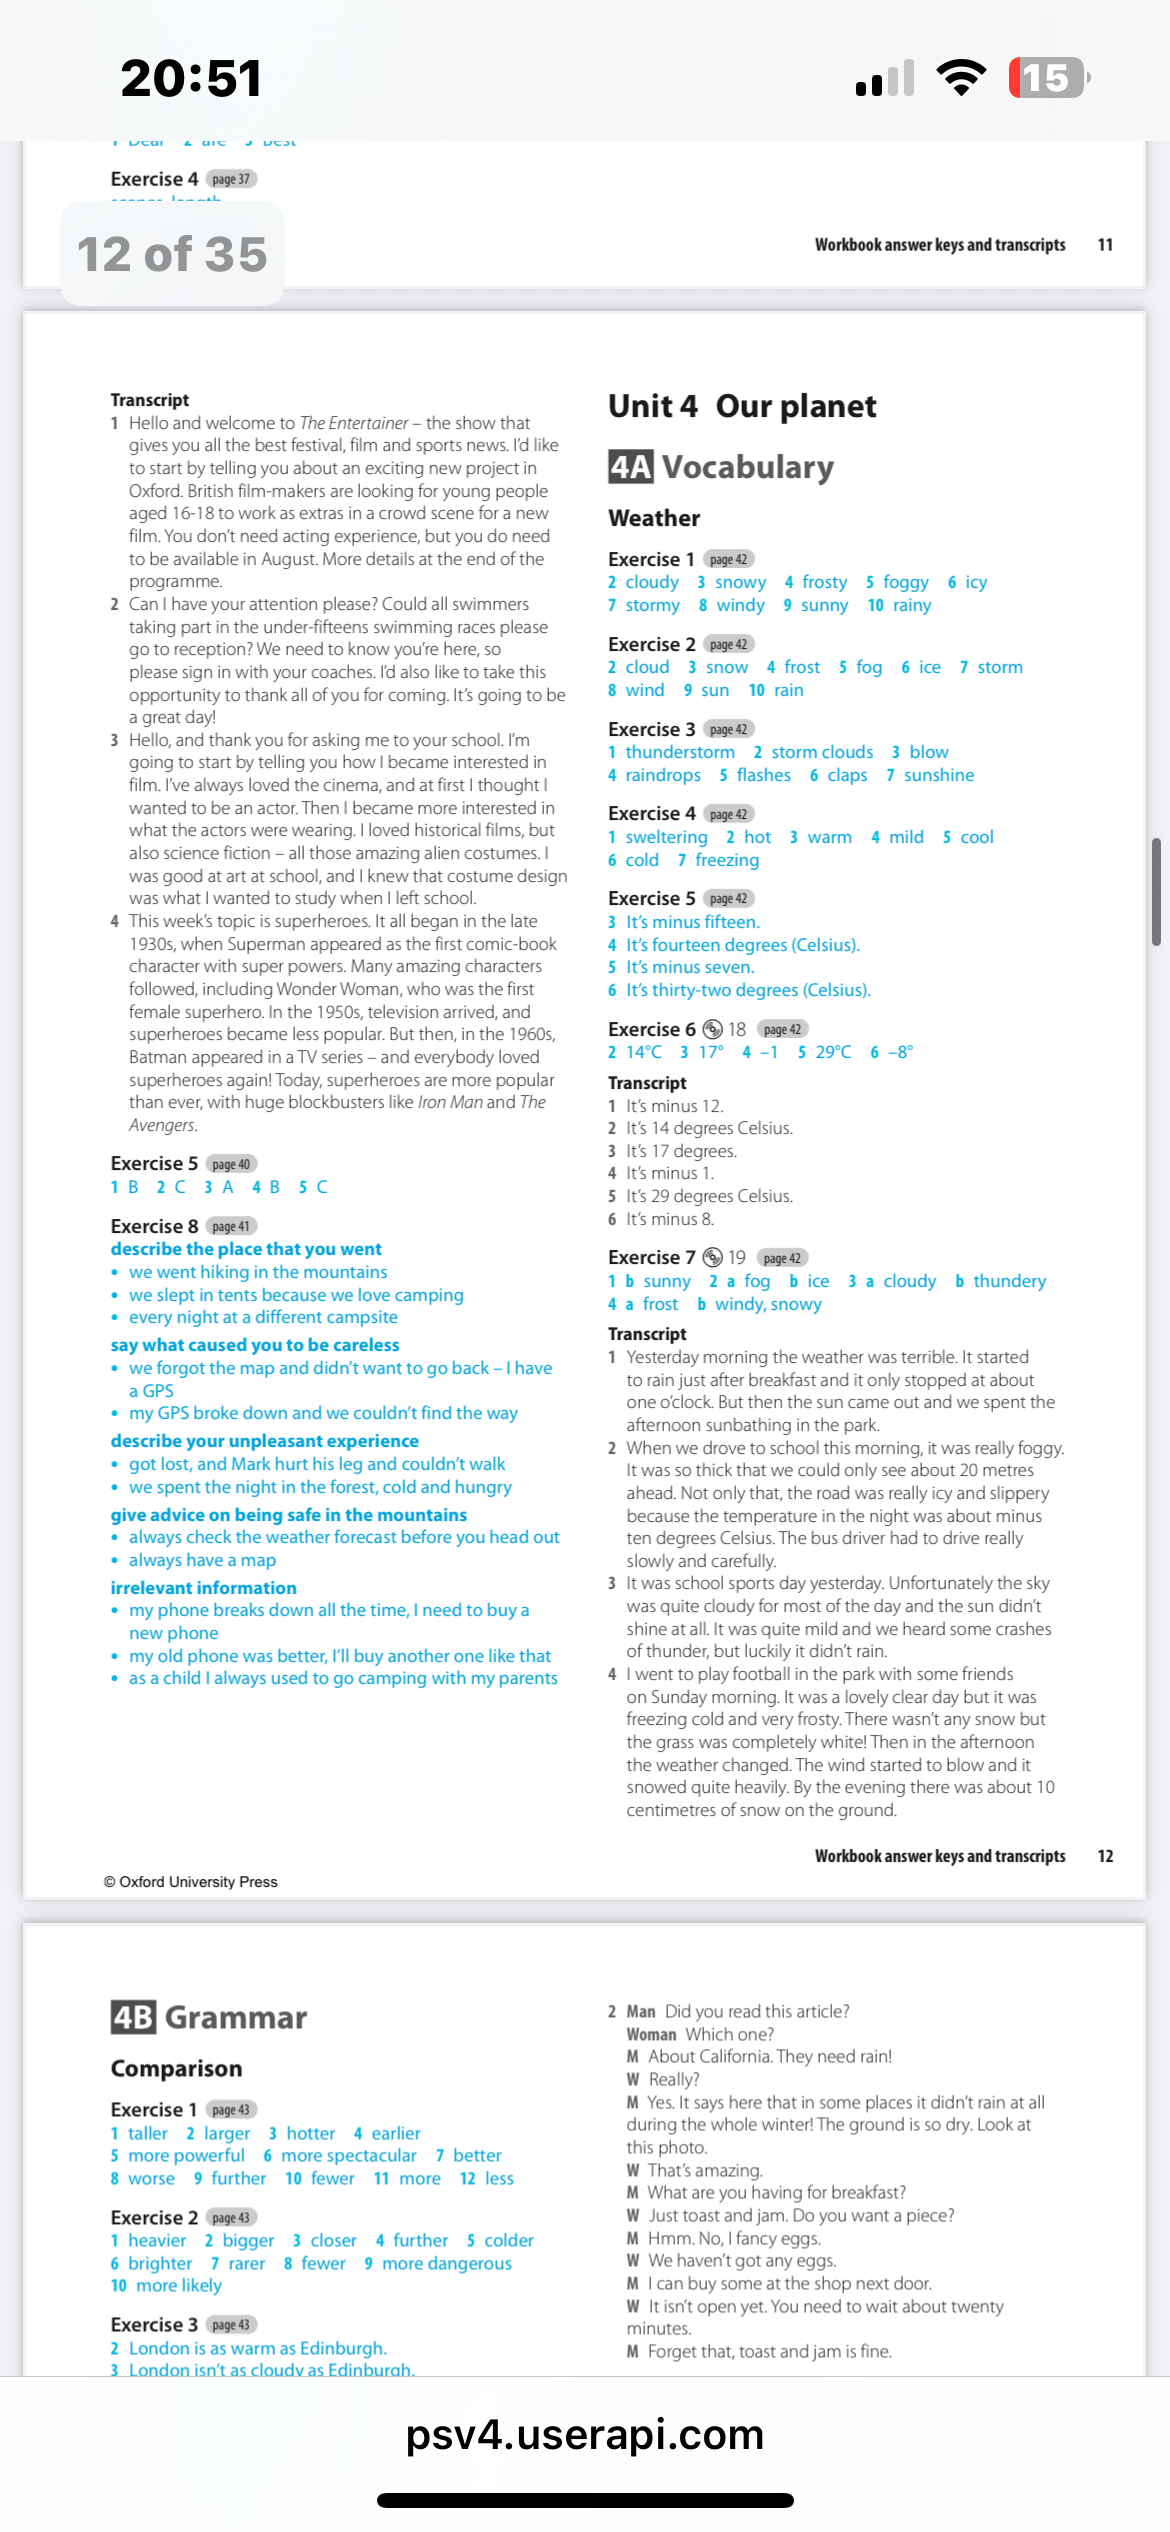 20:51
15
1 Dear 2 are 3 Best
Exercise 4 page 37
12 of 35
Workbook answer keys and transcripts 11
Transcript
1 Hello and welcome to The Entertainer – the show that
gives you all the best festival, film and sports news. I'd like
to start by telling you about an exciting new project in
Oxford. British film-makers are looking for young people
aged 16-18 to work as extras in a crowd scene for a new
film. You don't need acting experience, but you do need
to be available in August. More details at the end of the
programme.
2 Can I have your attention please? Could all swimmers
taking part in the under-fifteens swimming races please
go to reception? We need to know you're here, so
please sign in with your coaches. I'd also like to take this
opportunity to thank all of you for coming. It's going to be
a great day!
3 Hello, and thank you for asking me to your school. I'm
going to start by telling you how I became interested in
film. I've always loved the cinema, and at first I thought I
wanted to be an actor. Then I became more interested in
what the actors were wearing. I loved historical films, but
also science fiction – all those amazing alien costumes. I
was good at art at school, and I knew that costume design
was what I wanted to study when I left school.
4 This week's topic is superheroes. It all began in the late
1930s, when Superman appeared as the first comic-book
character with super powers. Many amazing characters
followed, including Wonder Woman, who was the first
female superhero. In the 1950s, television arrived, and
superheroes became less popular. But then, in the 1960s,
Batman appeared in a TV series – and everybody loved
superheroes again! Today, superheroes are more popular
than ever, with huge blockbusters like Iron Man and The
Avengers.
Exercise 5 page 40
1 B 2 C 3 A 4 B 5 C
Exercise 8 page 41
describe the place that you went
• we went hiking in the mountains
• we slept in tents because we love camping
• every night at a different campsite
say what caused you to be careless
• we forgot the map and didn't want to go back – I have
a GPS
• my GPS broke down and we couldn't find the way
describe your unpleasant experience
• got lost, and Mark hurt his leg and couldn't walk
• we spent the night in the forest, cold and hungry
give advice on being safe in the mountains
• always check the weather forecast before you head out
• always have a map
irrelevant information
• my phone breaks down all the time, I need to buy a
new phone
• my old phone was better, I'll buy another one like that
• as a child I always used to go camping with my parents
Unit 4 Our planet
4A Vocabulary
Weather
Exercise 1 page 42
2 cloudy 3 snowy 4 frosty 5 foggy 6 icy
7 stormy 8 windy 9 sunny 10 rainy
Exercise 2 page 42
2 cloud 3 snow 4 frost 5 fog 6 ice 7 storm
8 wind 9 sun 10 rain
Exercise 3 page 42
1 thunderstorm 2 storm clouds 3 blow
4 raindrops 5 flashes 6 claps 7 sunshine
Exercise 4 page 42
1 sweltering 2 hot 3 warm 4 mild 5 cool
6 cold 7 freezing
Exercise 5 page 42
3 It's minus fifteen.
4 It's fourteen degrees (Celsius).
5 It's minus seven.
6 It's thirty-two degrees (Celsius).
Exercise 6 18 page 42
2 14°C 3 17° 4 –1 5 29°C 6 –8°
Transcript
1 It's minus 12.
2 It's 14 degrees Celsius.
3 It's 17 degrees.
4 It's minus 1.
5 It's 29 degrees Celsius.
6 It's minus 8.
Exercise 7 19 page 42
1 b sunny 2 a fog b ice 3 a cloudy b thundery
4 a frost b windy, snowy
Transcript
1 Yesterday morning the weather was terrible. It started
to rain just after breakfast and it only stopped at about
one o'clock. But then the sun came out and we spent the
afternoon sunbathing in the park.
2 When we drove to school this morning, it was really foggy.
It was so thick that we could only see about 20 metres
ahead. Not only that, the road was really icy and slippery
because the temperature in the night was about minus
ten degrees Celsius. The bus driver had to drive really
slowly and carefully.
3 It was school sports day yesterday. Unfortunately the sky
was quite cloudy for most of the day and the sun didn't
shine at all. It was quite mild and we heard some crashes
of thunder, but luckily it didn't rain.
4 I went to play football in the park with some friends
on Sunday morning. It was a lovely clear day but it was
freezing cold and very frosty. There wasn't any snow but
the grass was completely white! Then in the afternoon
the weather changed. The wind started to blow and it
snowed quite heavily. By the evening there was about 10
centimetres of snow on the ground.
Workbook answer keys and transcripts 12
© Oxford University Press
4B Grammar
Comparison
Exercise 1 page 43
1 taller 2 larger 3 hotter 4 earlier
5 more powerful 6 more spectacular 7 better
8 worse 9 further 10 fewer 11 more 12 less
Exercise 2 page 43
1 heavier 2 bigger 3 closer 4 further 5 colder
6 brighter 7 rarer 8 fewer 9 more dangerous
10 more likely
Exercise 3 page 43
2 London is as warm as Edinburgh.
3 London isn't as cloudy as Edinburgh.
2 Man Did you read this article?
Woman Which one?
M About California. They need rain!
W Really?
M Yes. It says here that in some places it didn't rain at all
during the whole winter! The ground is so dry. Look at
this photo.
W That's amazing.
M What are you having for breakfast?
W Just toast and jam. Do you want a piece?
M Hmm. No, I fancy eggs.
W We haven't got any eggs.
M I can buy some at the shop next door.
W It isn't open yet. You need to wait about twenty
minutes.
M Forget that, toast and jam is fine.
psv4.userapi.com